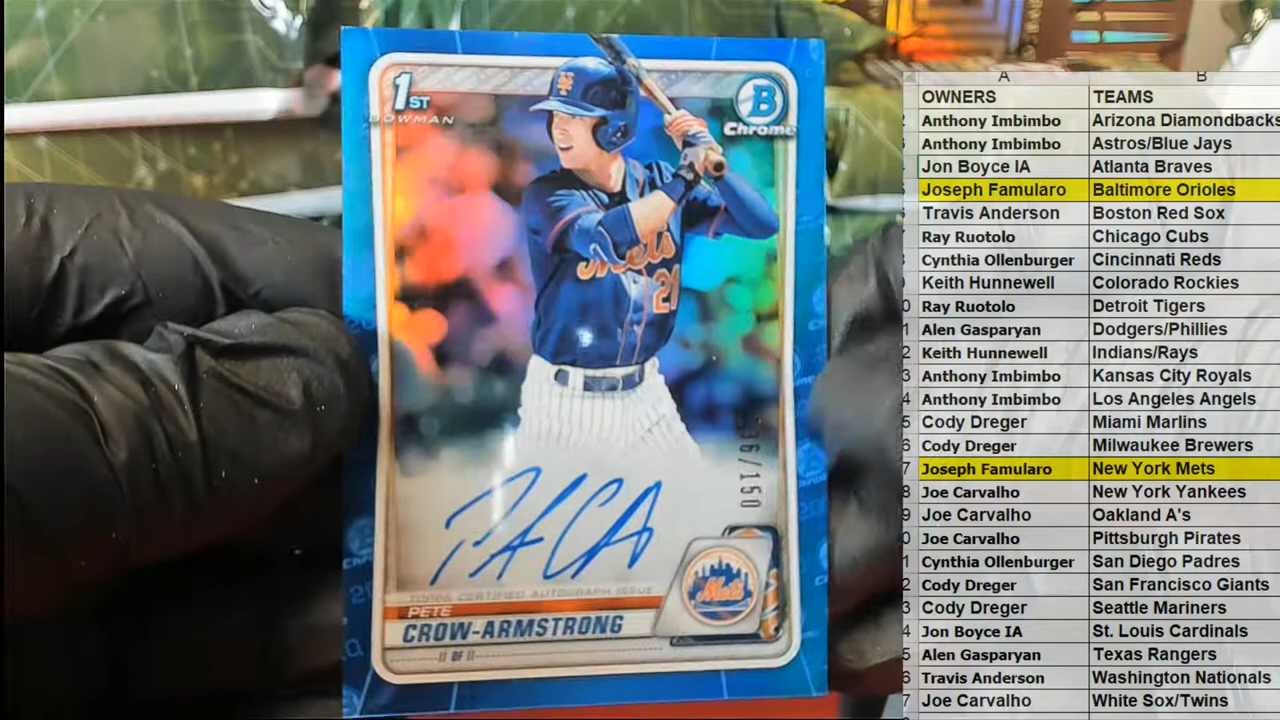 1ST
BOWMAN
B
Chrome
Mets
21
36/150
PACA
TOPPS CERTIFIED AUTOGRAPH ISSUE
Mets
PETE
CROW-ARMSTRONG
OF
A B
OWNERS TEAMS
Anthony Imbimbo Arizona Diamondbacks
Anthony Imbimbo Astros/Blue Jays
Jon Boyce IA Atlanta Braves
Joseph Famularo Baltimore Orioles
Travis Anderson Boston Red Sox
Ray Ruotolo Chicago Cubs
Cynthia Ollenburger Cincinnati Reds
Keith Hunnewell Colorado Rockies
Ray Ruotolo Detroit Tigers
Alen Gasparyan Dodgers/Phillies
Keith Hunnewell Indians/Rays
Anthony Imbimbo Kansas City Royals
Anthony Imbimbo Los Angeles Angels
Cody Dreger Miami Marlins
Cody Dreger Milwaukee Brewers
Joseph Famularo New York Mets
Joe Carvalho New York Yankees
Joe Carvalho Oakland A's
Joe Carvalho Pittsburgh Pirates
Cynthia Ollenburger San Diego Padres
Cody Dreger San Francisco Giants
Cody Dreger Seattle Mariners
Jon Boyce IA St. Louis Cardinals
Alen Gasparyan Texas Rangers
Travis Anderson Washington Nationals
Joe Carvalho White Sox/Twins